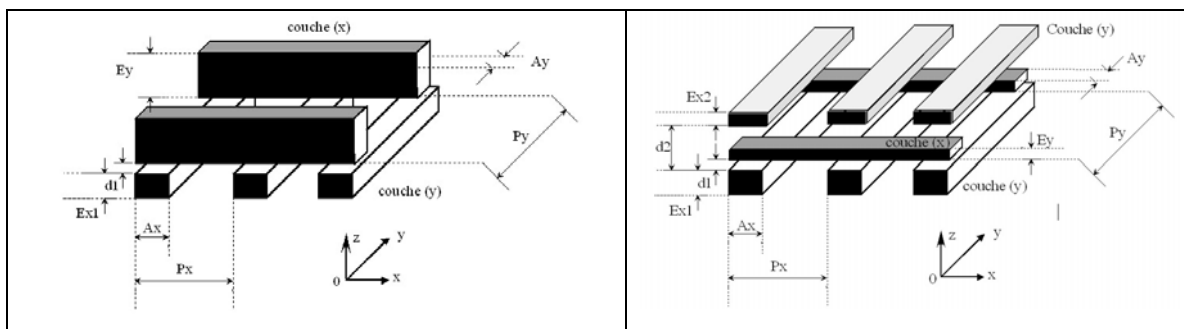 couche (x)
Ey
Ay
Py
d1
couche (y)
Ex1
Ax
z
y
Px
0
x
Couche (y)
Ay
Ex2
Py
d2
couche (x)
Ey
d1
couche (y)
Ex1
Ax
z
y
Px
0
x